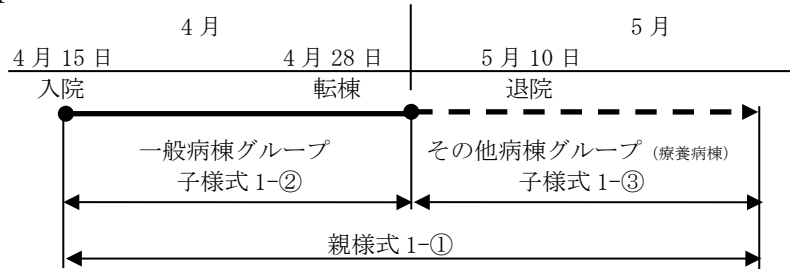 4月 5月
4月15日 4月28日 5月10日
入院 転棟 退院
一般病棟グループ その他病棟グループ (療養病棟)
子様式 1-② 子様式 1-③
親様式 1-①